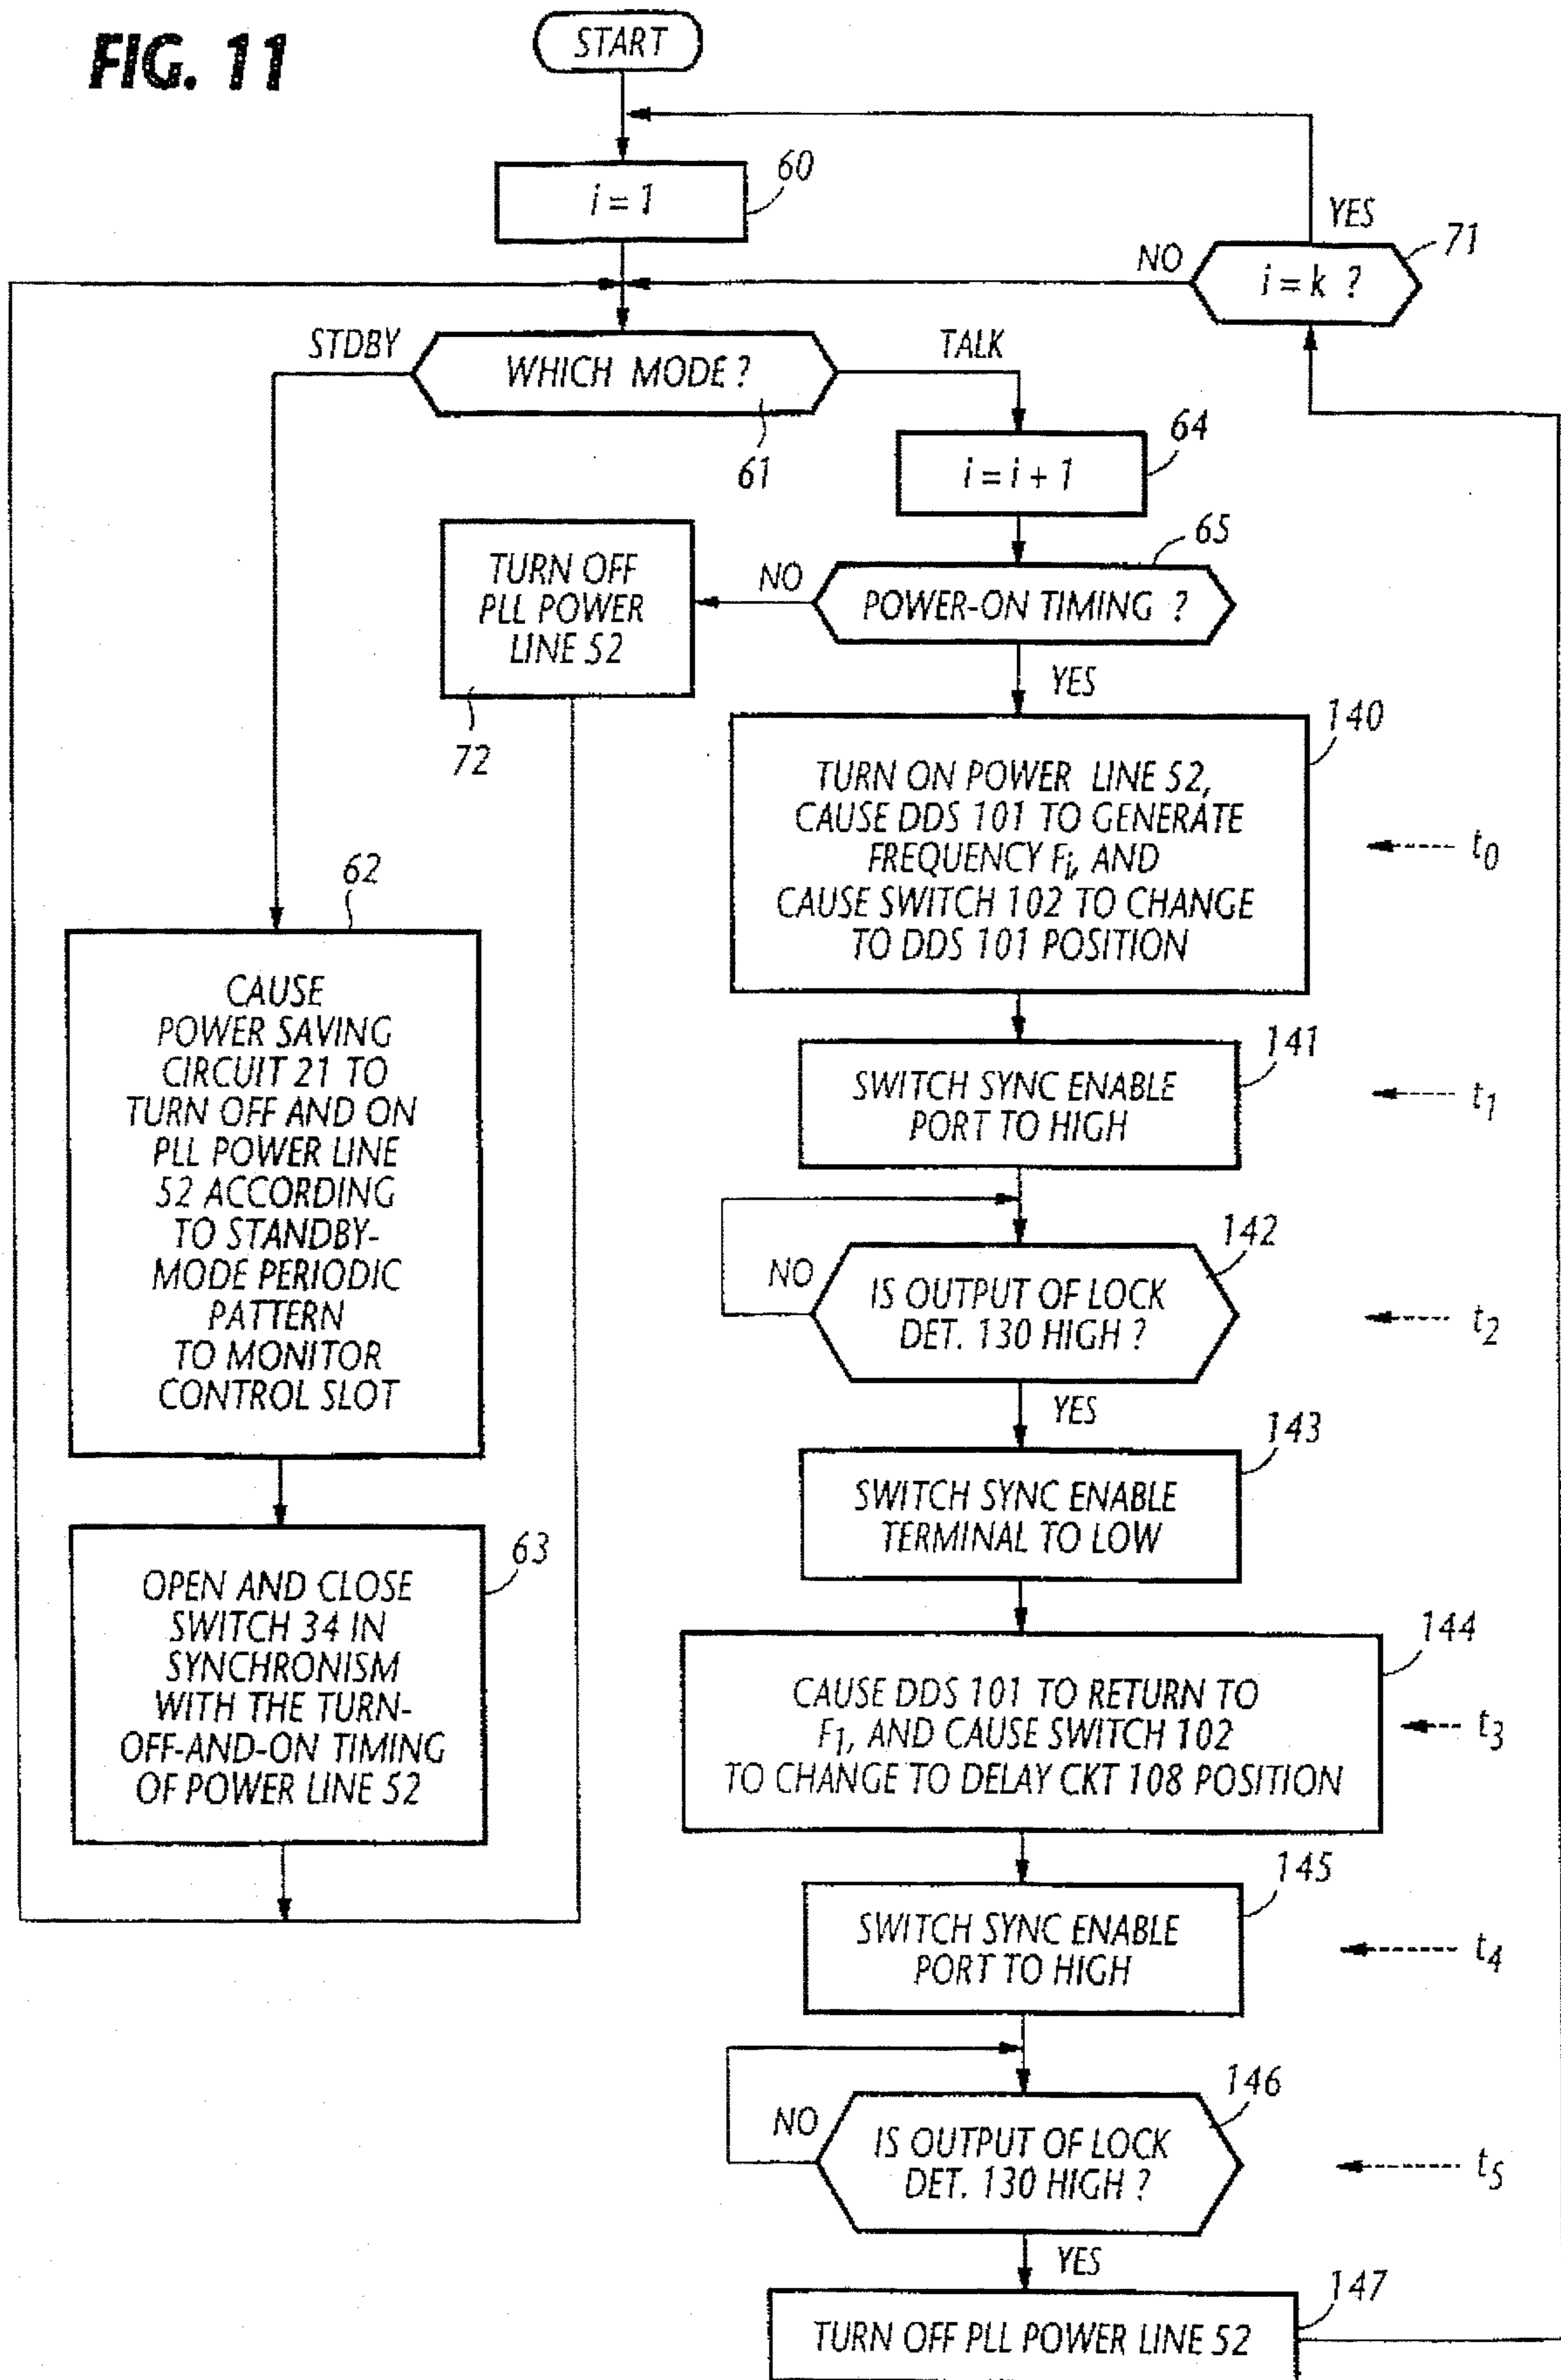 FIG. 11
START
i = 1
60
YES
71
NO
i = k ?
STDBY
WHICH MODE ?
TALK
61
64
i = i + 1
65
TURN OFF
PLL POWER
LINE 52
NO
POWER-ON TIMING ?
72
YES
140
TURN ON POWER LINE 52,
CAUSE DDS 101 TO GENERATE
FREQUENCY Fi, AND
CAUSE SWITCH 102 TO CHANGE
TO DDS 101 POSITION
t0
62
CAUSE
POWER SAVING
CIRCUIT 21 TO
TURN OFF AND ON
PLL POWER LINE
52 ACCORDING
TO STANDBY-
MODE PERIODIC
PATTERN
TO MONITOR
CONTROL SLOT
141
SWITCH SYNC ENABLE
PORT TO HIGH
t1
142
NO
IS OUTPUT OF LOCK
DET. 130 HIGH ?
t2
YES
143
SWITCH SYNC ENABLE
TERMINAL TO LOW
63
OPEN AND CLOSE
SWITCH 34 IN
SYNCHRONISM
WITH THE TURN-
OFF-AND-ON TIMING
OF POWER LINE 52
144
CAUSE DDS 101 TO RETURN TO
F1, AND CAUSE SWITCH 102
TO CHANGE TO DELAY CKT 108 POSITION
t3
145
SWITCH SYNC ENABLE
PORT TO HIGH
t4
146
NO
IS OUTPUT OF LOCK
DET. 130 HIGH ?
t5
YES
147
TURN OFF PLL POWER LINE 52